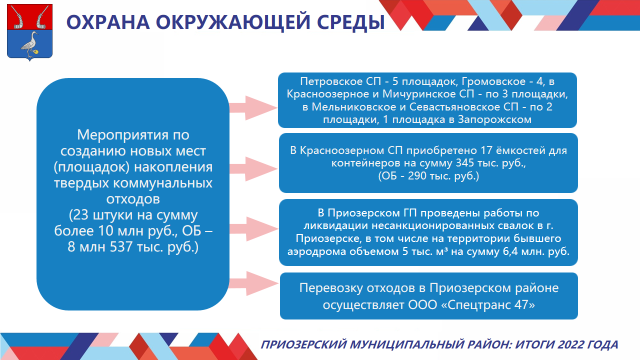 ОХРАНА ОКРУЖАЮЩЕЙ СРЕДЫ
Мероприятия по
созданию новых мест
(площадок) накопления
твердых коммунальных
отходов
(23 штуки на сумму
более 10 млн руб., ОБ –
8 млн 537 тыс. руб.)
Петровское СП - 5 площадок, Громовское - 4, в
Красноозерное и Мичуринское СП - по 3 площадки,
в Мельниковское и Севастьяновское СП - по 2
площадки, 1 площадка в Запорожском
В Красноозерном СП приобретено 17 ёмкостей для
контейнеров на сумму 345 тыс. руб.,
(ОБ - 290 тыс. руб.)
В Приозерском ГП проведены работы по
ликвидации несанкционированных свалок в г.
Приозерске, в том числе на территории бывшего
аэродрома объемом 5 тыс. м³ на сумму 6,4 млн. руб.
Перевозку отходов в Приозерском районе
осуществляет ООО «Спецтранс 47»
ПРИОЗЕРСКИЙ МУНИЦИПАЛЬНЫЙ РАЙОН: ИТОГИ 2022 ГОДА